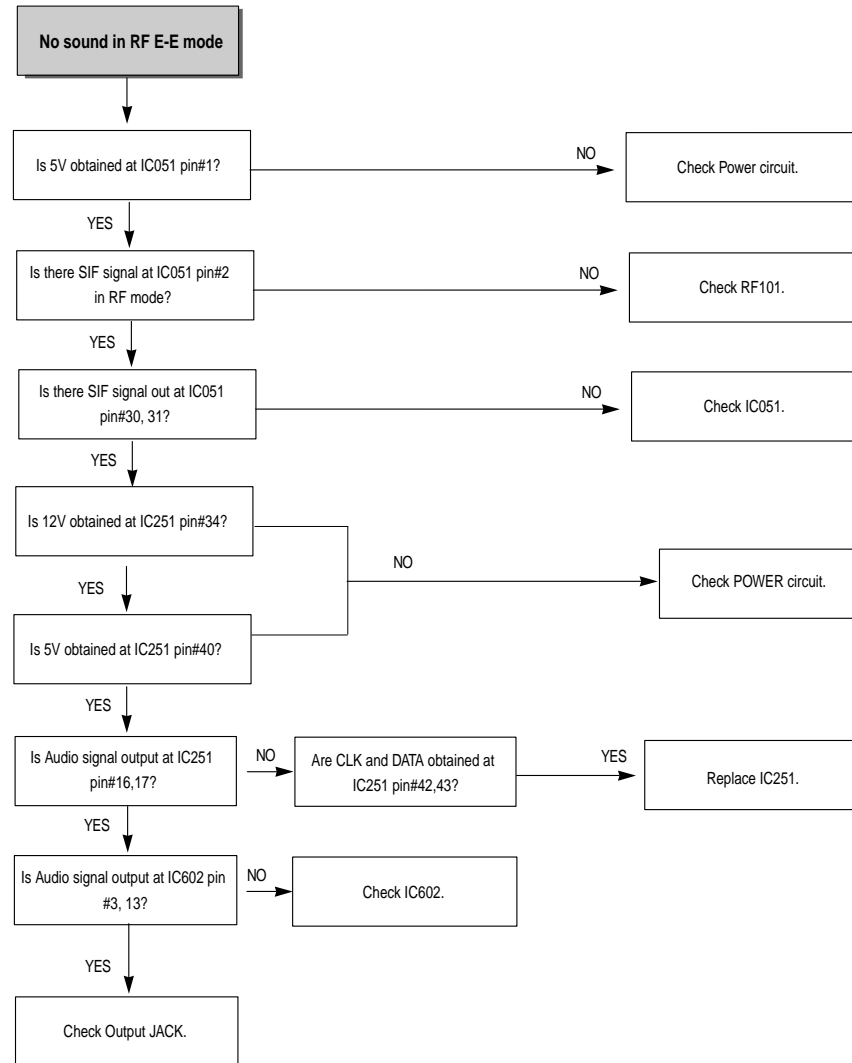 No sound in RF E-E mode
Is 5V obtained at IC051 pin#1?
NO
Check Power circuit.
YES
Is there SIF signal at IC051 pin#2
in RF mode?
NO
Check RF101.
YES
Is there SIF signal out at IC051
pin#30, 31?
NO
Check IC051.
YES
Is 12V obtained at IC251 pin#34?
NO
Check POWER circuit.
YES
Is 5V obtained at IC251 pin#40?
YES
Is Audio signal output at IC251
pin#16,17?
NO
Are CLK and DATA obtained at
IC251 pin#42,43?
YES
Replace IC251.
YES
Is Audio signal output at IC602 pin
#3, 13?
NO
Check IC602.
YES
Check Output JACK.